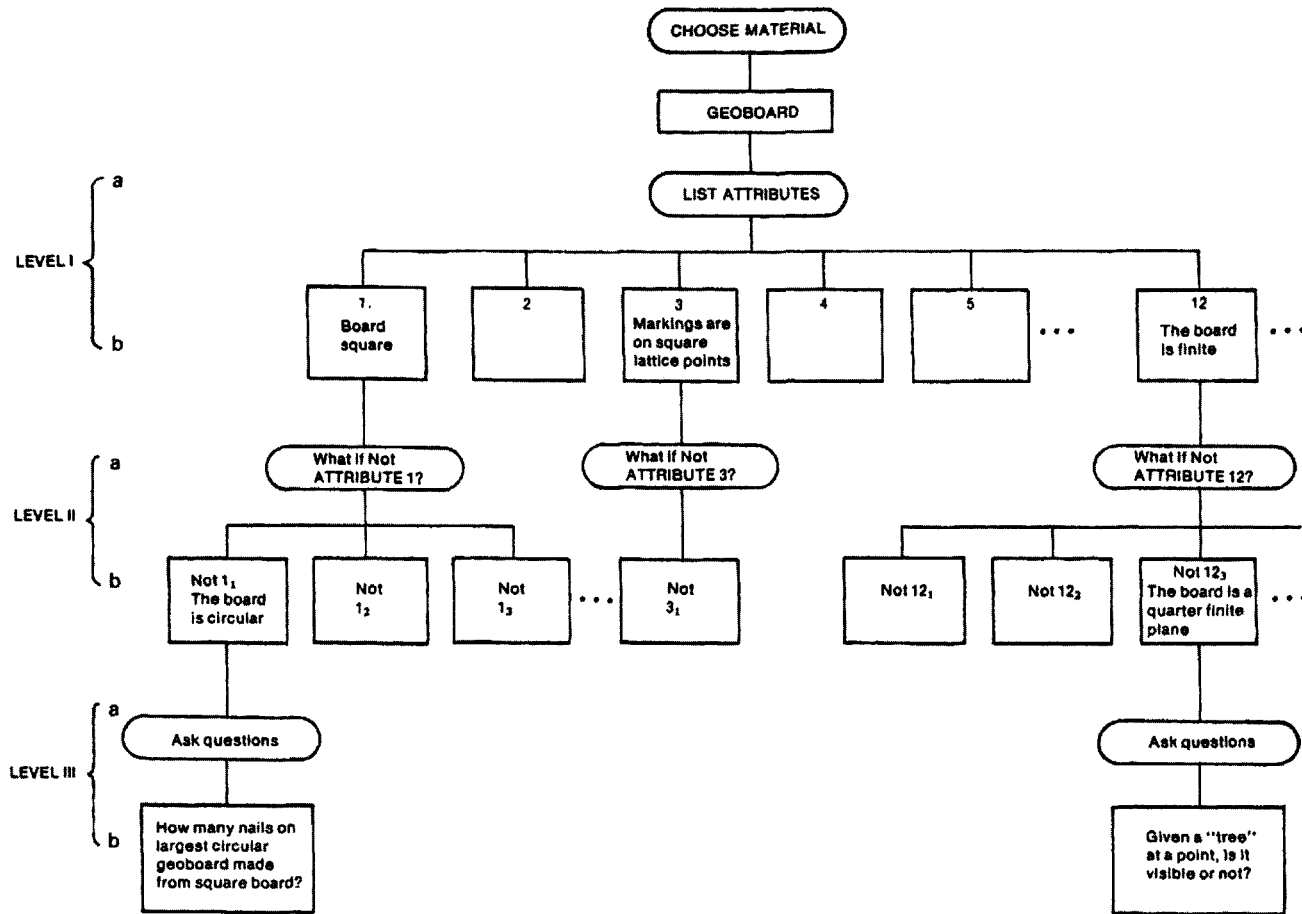 CHOOSE MATERIAL
GEOBOARD
LIST ATTRIBUTES
LEVEL I
a
b
1.
Board
square
2
3
Markings are
on square
lattice points
4
5
• • •
12
The board
is finite
• • •
LEVEL II
a
b
What if Not
ATTRIBUTE 1?
What if Not
ATTRIBUTE 3?
What if Not
ATTRIBUTE 12?
Not 1₁
The board
is circular
Not
1₂
Not
1₃
• • •
Not
3₁
Not 12₁
Not 12₂
Not 12₃
The board is a
quarter finite
plane
• • •
LEVEL III
a
b
Ask questions
Ask questions
How many nails on
largest circular
geoboard made
from square board?
Given a "tree"
at a point, is it
visible or not?